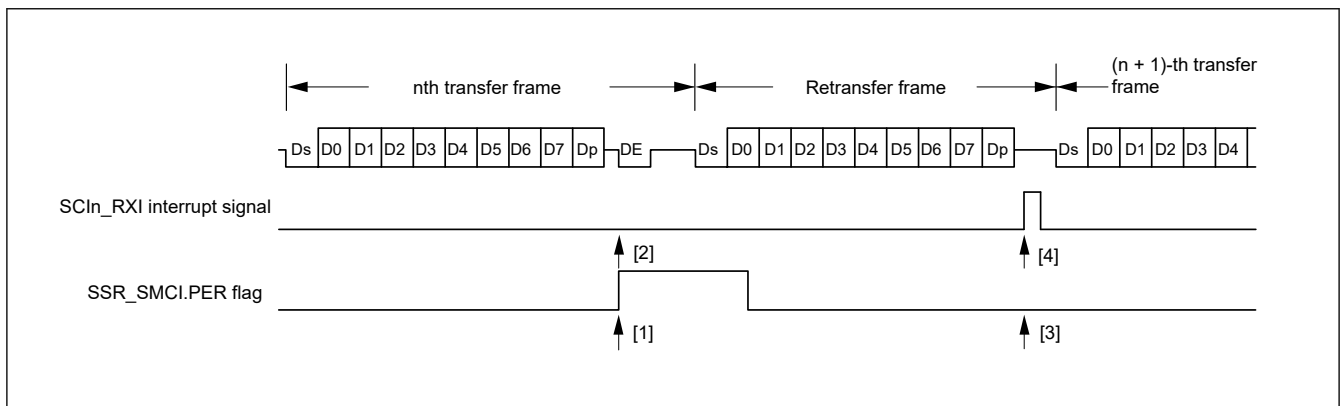 nth transfer frame
Retransfer frame
(n + 1)-th transfer
frame
Ds D0 D1 D2 D3 D4 D5 D6 D7 Dp DE Ds D0 D1 D2 D3 D4 D5 D6 D7 Dp Ds D0 D1 D2 D3 D4
SCIn_RXI interrupt signal
[2]
[4]
SSR_SMCI.PER flag
[1]
[3]